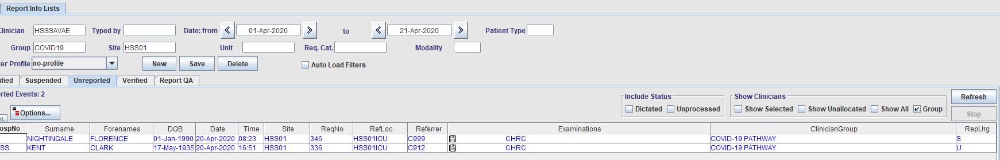 Report Info Lists
Clinician HSSSAVAE Typed by Date: from 01-Apr-2020 to 21-Apr-2020 Patient Type
Group COVID19 Site HSS01 Unit Req. Cat. Modality
ter Profile no-profile New Save Delete Auto Load Filters
ified Suspended Unreported Verified Report QA
orted Events: 2 Include Status Show Clinicians Refresh
Options... Dictated Unprocessed Show Selected Show Unallocated Show All Group Stop
rt
ospNo Surname Forenames DOB Date Time Site ReqNo RefLoc Referrer Examinations ClinicianGroup RepUrg
NIGHTINGALE FLORENCE 01-Jan-1990 20-Apr-2020 08:23 HSS01 346 HSS01ICU C999 CHRC COVID-19 PATHWAY S
SS KENT CLARK 17-May-1935 20-Apr-2020 16:51 HSS01 336 HSS01ICU C912 CHRC COVID-19 PATHWAY U